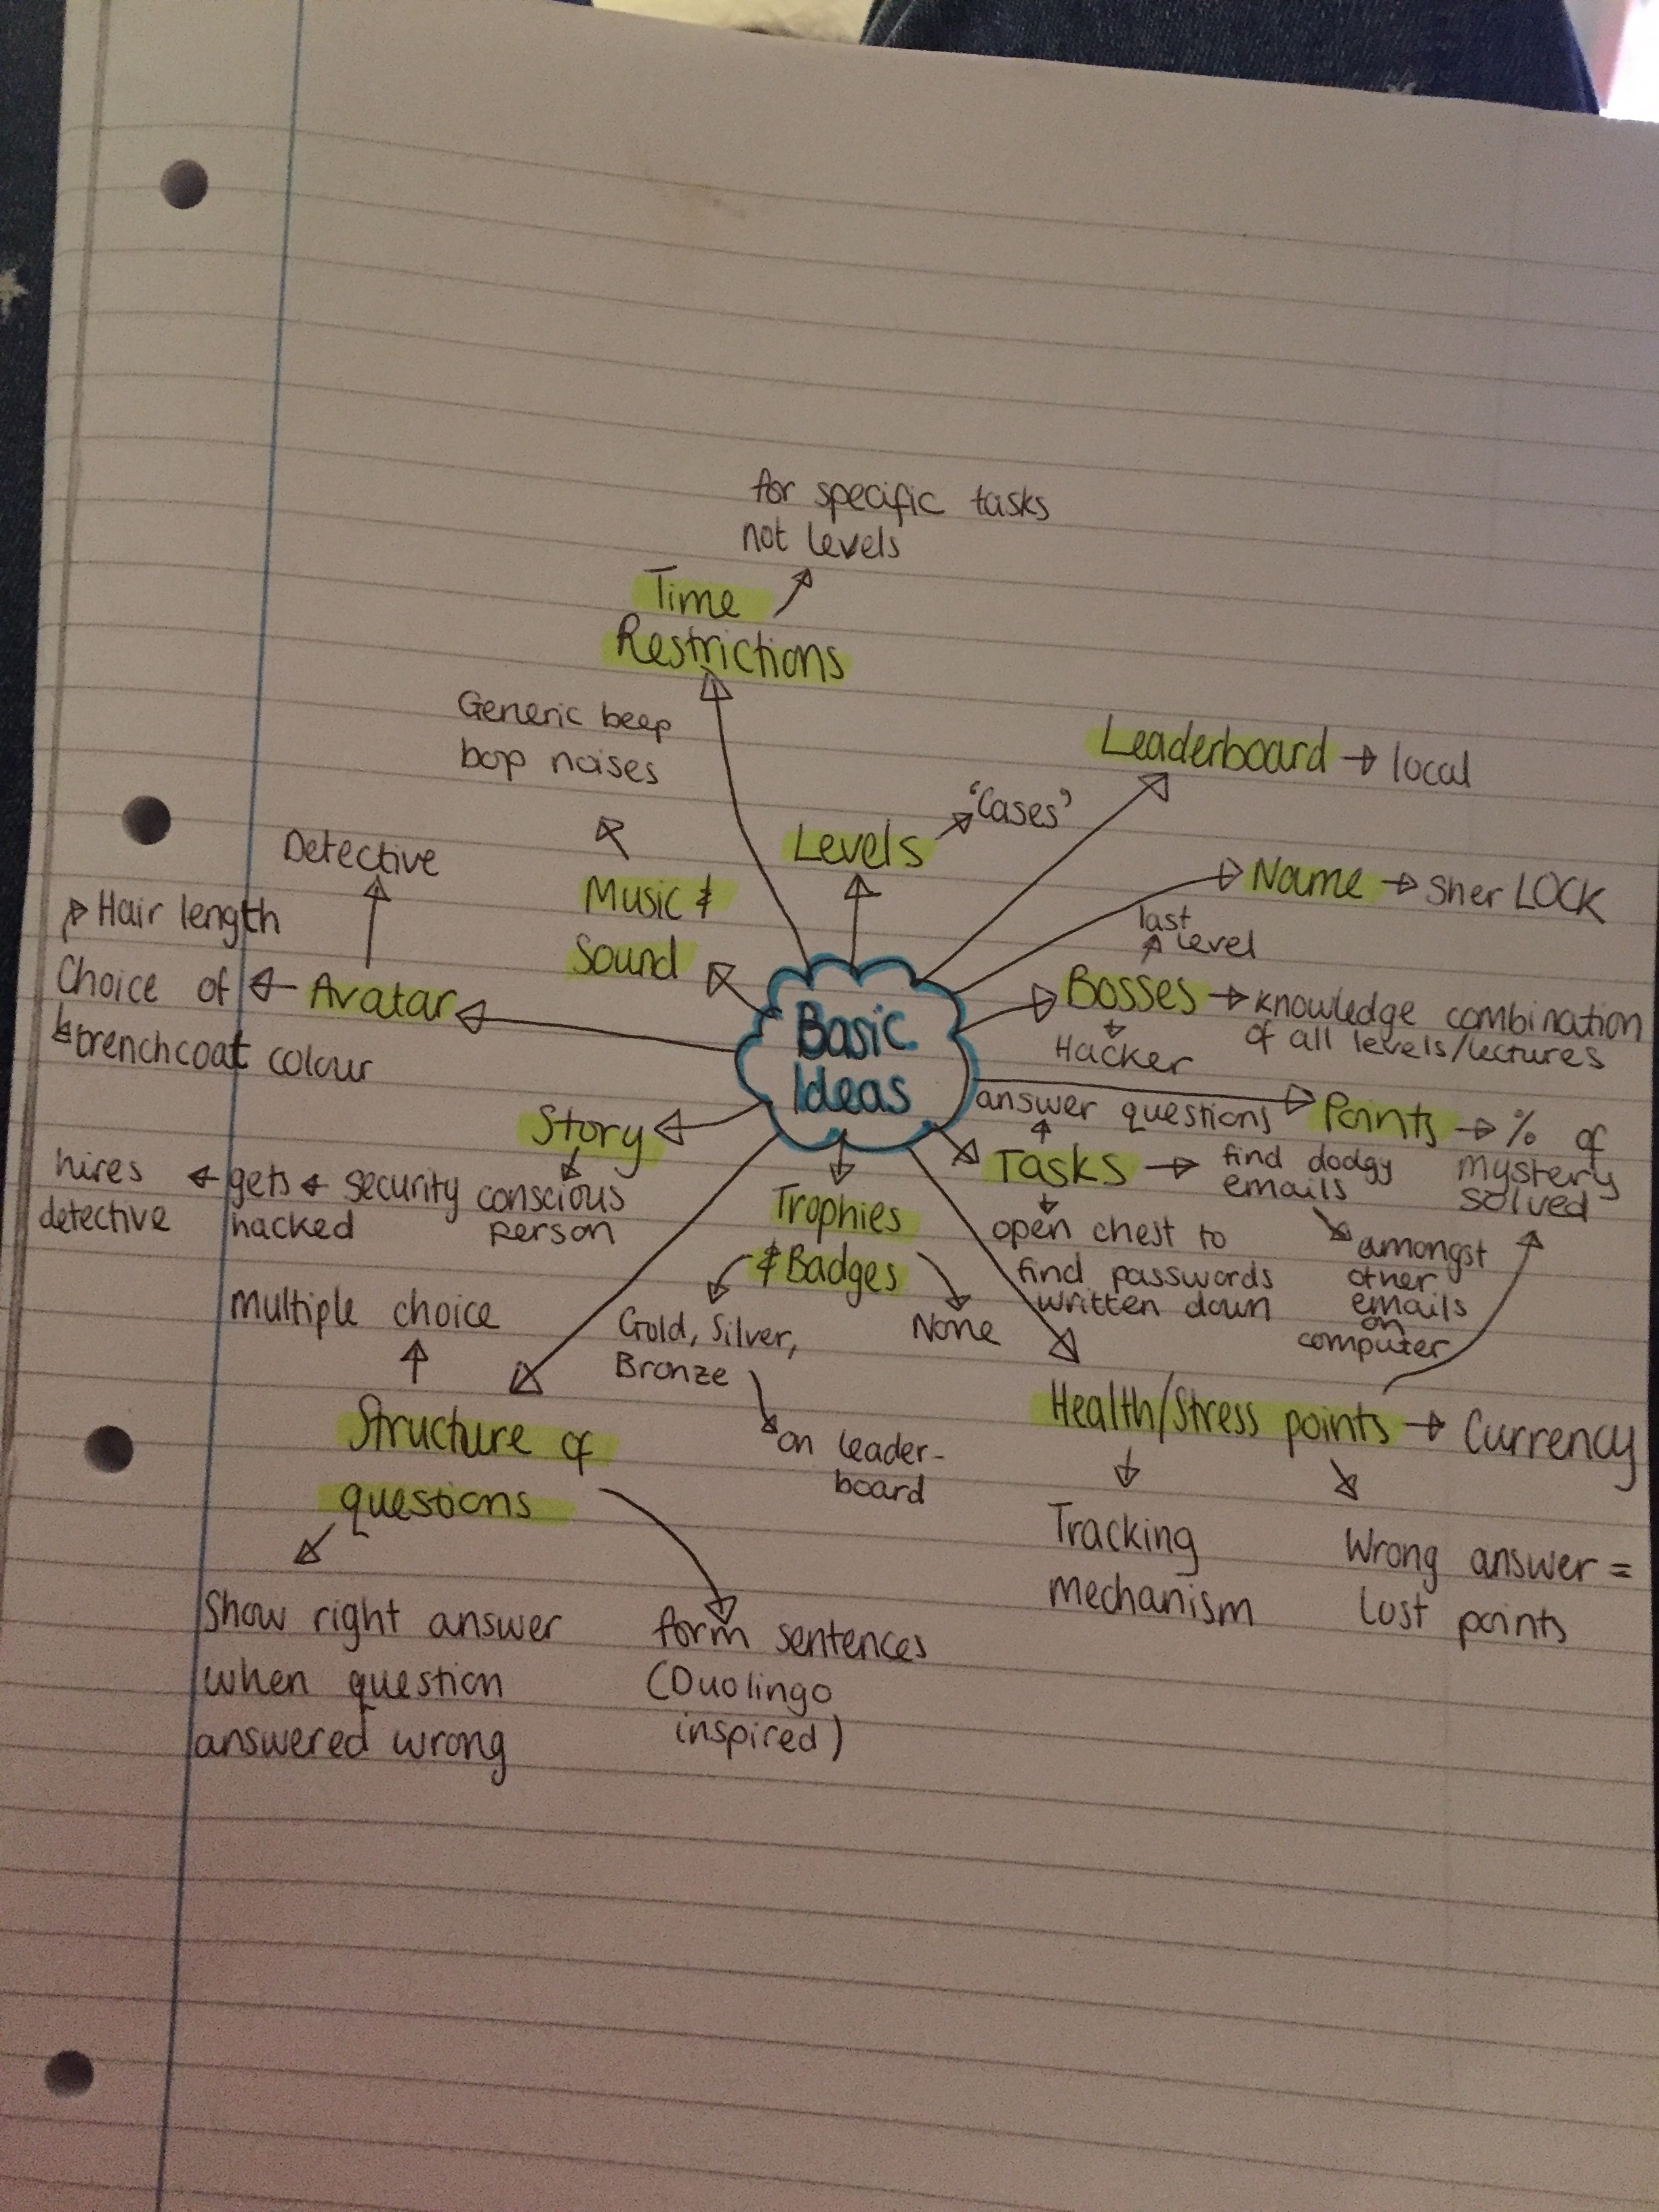 for specific tasks
not levels
Time
Restrictions
Generic beep
bop noises
Leaderboard
local
'Cases'
Levels
Detective
Music &
Sound
Name
Sher LOCK
Hair length
Choice of
trenchcoat colour
Avatar
last
level
Bosses
knowledge combination
of all levels/lectures
Hacker
Basic
Ideas
answer questions
Points
% of
mystery
solved
Story
security conscious
person
gets
hacked
hires
detective
Tasks
find dodgy
emails
amongst
other
emails
on
computer
open chest to
find passwords
written down
Trophies
& Badges
Gold, Silver,
Bronze
None
on leader-
board
multiple choice
Structure of
questions
Show right answer
when question
answered wrong
form sentences
(Duolingo
inspired)
Health/Stress points
Currency
Tracking
mechanism
Wrong answer =
Lost points